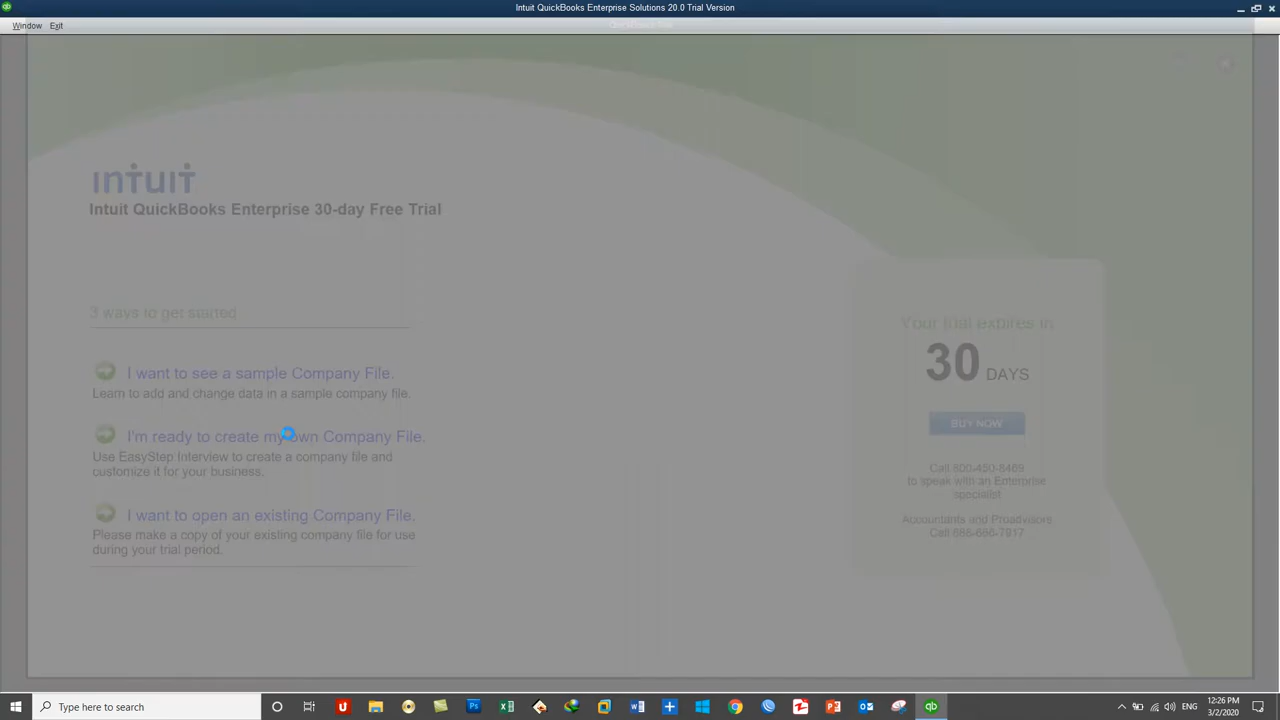 Intuit QuickBooks Enterprise Solutions 20.0 Trial Version
Window Exit
intuit
Intuit QuickBooks Enterprise 30-day Free Trial
3 ways to get started
I want to see a sample Company File.
Learn to add and change data in a sample company file.
I'm ready to create my own Company File.
Use EasyStep Interview to create a company file and
customize it for your business.
I want to open an existing Company File.
Please make a copy of your existing company file for use
during your trial period.
Your trial expires in
30 DAYS
BUY NOW
Call 800-450-8469
to speak with an Enterprise
specialist
Accountants and Proadvisors
Call 888-666-7917
Type here to search
ENG
12:26 PM
3/2/2020